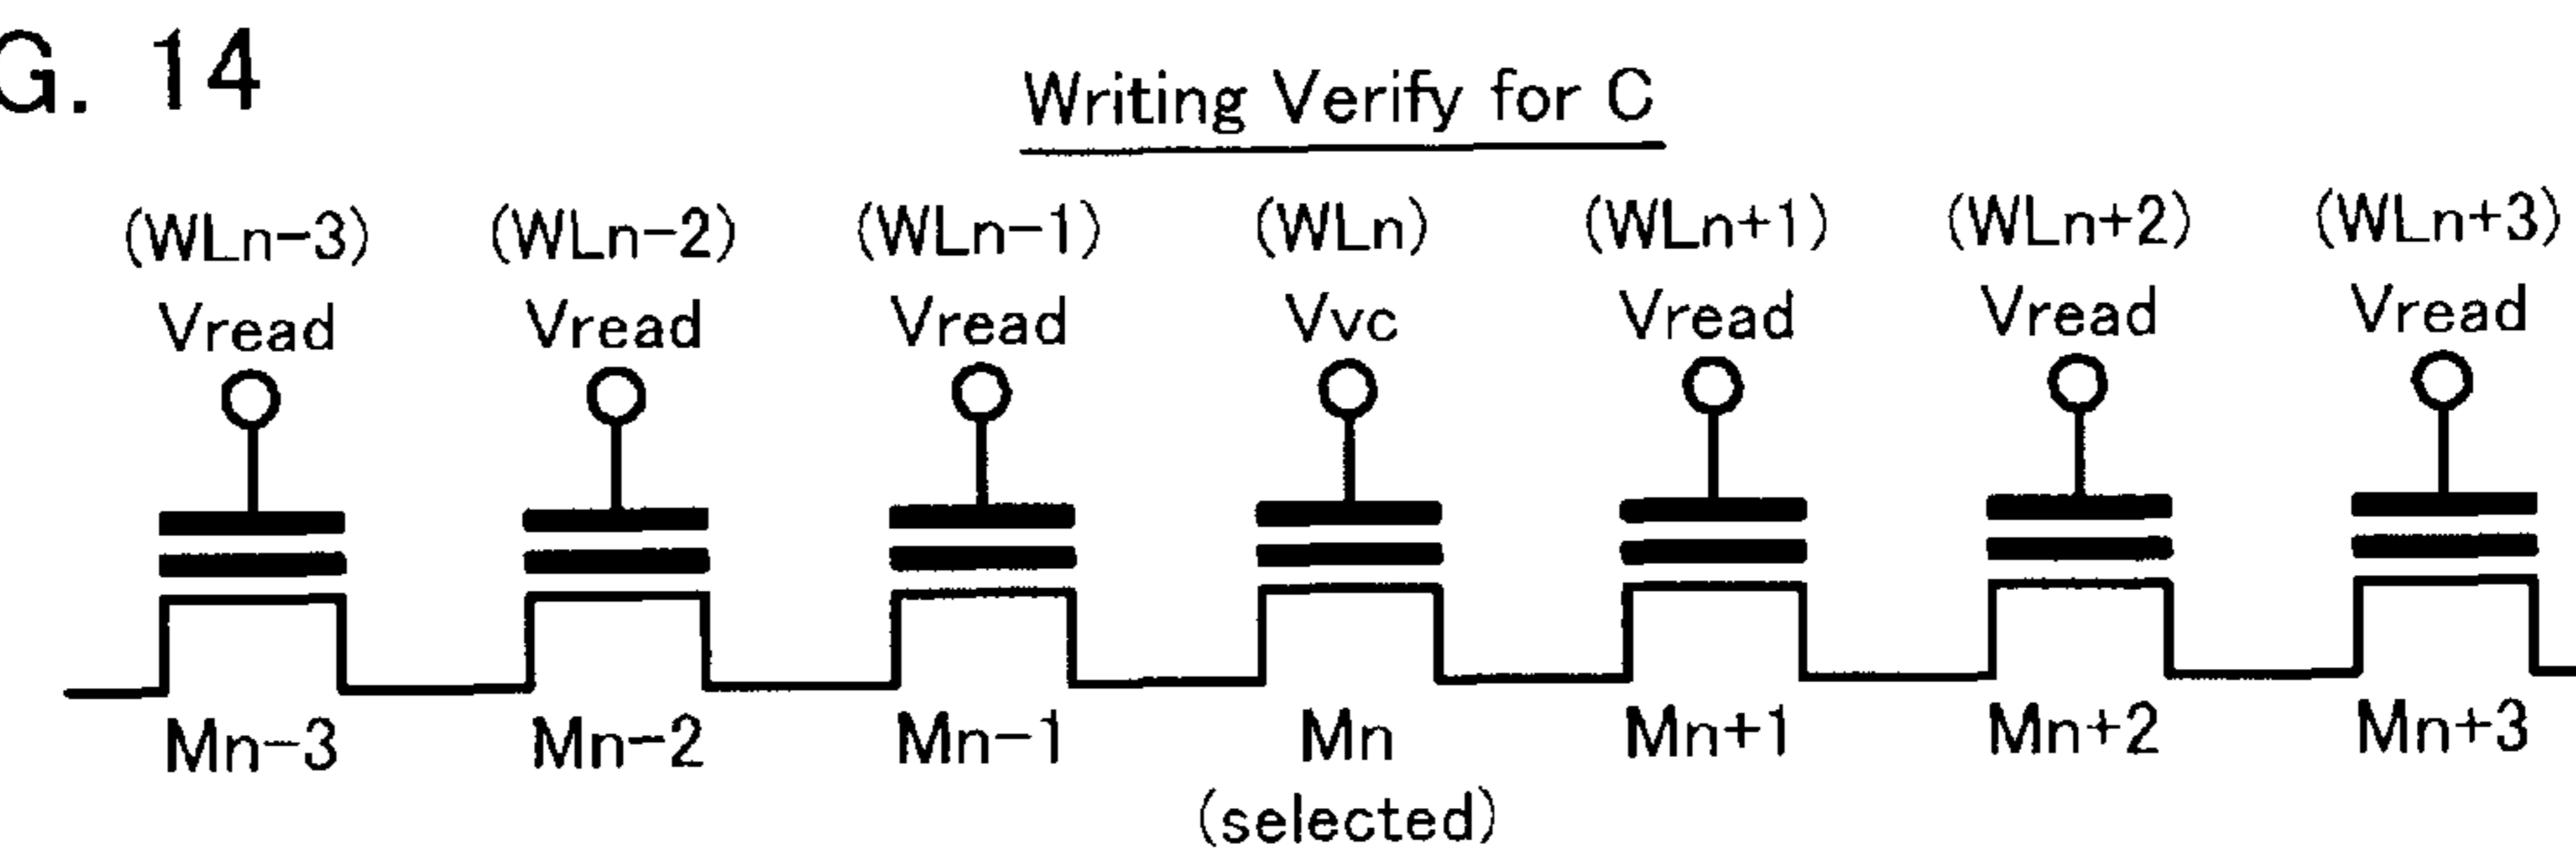 G. 14
Writing Verify for C
(WLn-3) (WLn-2) (WLn-1) (WLn) (WLn+1) (WLn+2) (WLn+3)
Vread Vread Vread Vvc Vread Vread Vread
Mn-3 Mn-2 Mn-1 Mn Mn+1 Mn+2 Mn+3
(selected)